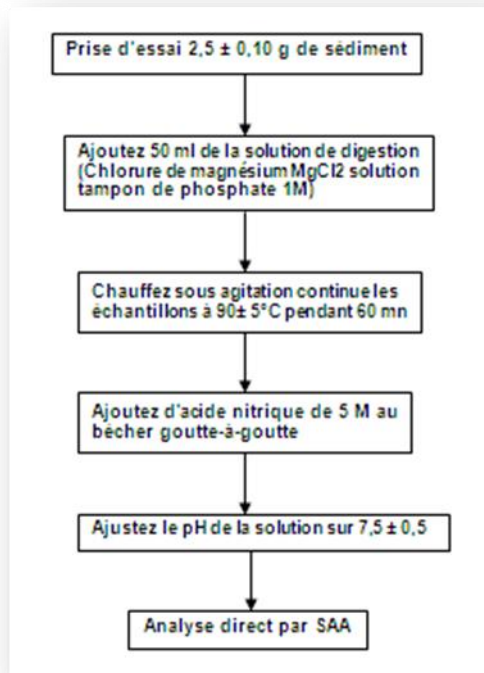 Prise d'essai 2,5 ± 0,10 g de sédiment
Ajoutez 50 ml de la solution de digestion
(Chlorure de magnésium MgCl2 solution
tampon de phosphate 1M)
Chauffez sous agitation continue les
échantillons à 90± 5°C pendant 60 mn
Ajoutez d'acide nitrique de 5 M au
bécher goutte-à-goutte
Ajustez le pH de la solution sur 7,5 ± 0,5
Analyse direct par SAA